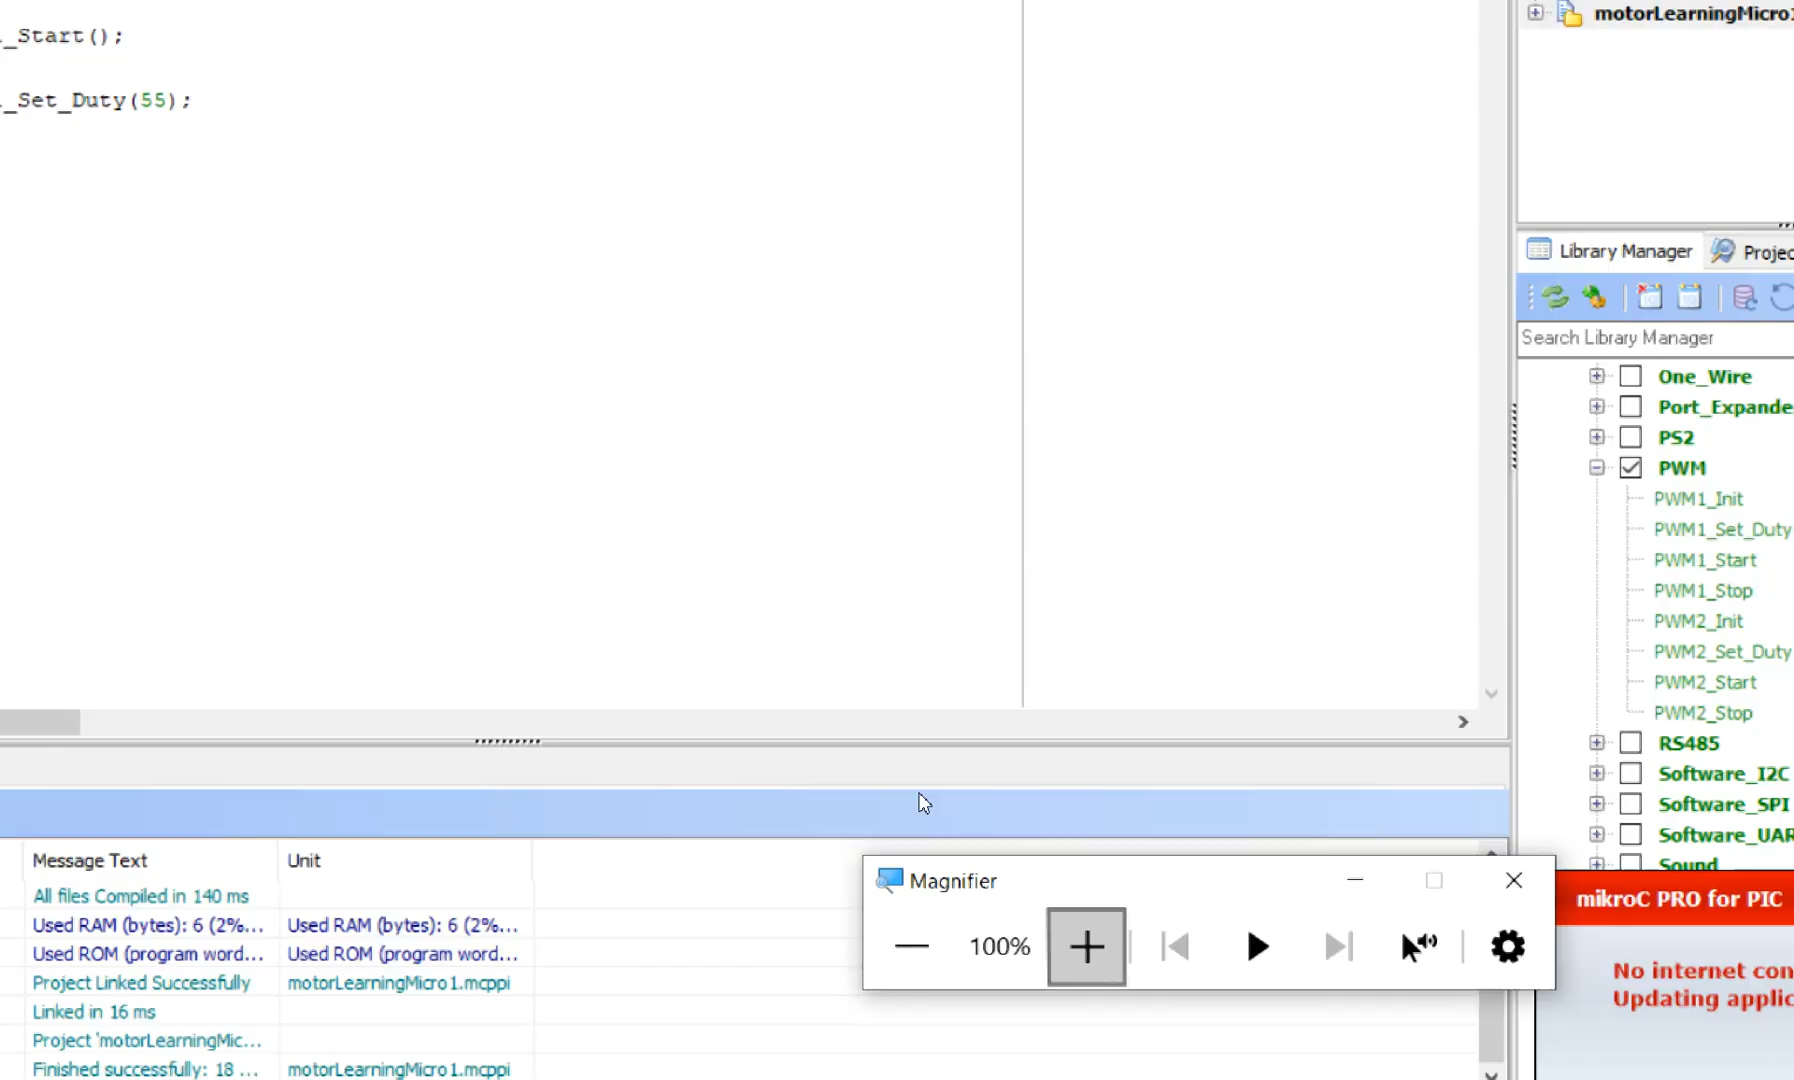 _Start();
_Set_Duty(55);
motorLearningMicro1
Library Manager
Projec
Search Library Manager
One_Wire
Port_Expande
PS2
PWM
PWM1_Init
PWM1_Set_Duty
PWM1_Start
PWM1_Stop
PWM2_Init
PWM2_Set_Duty
PWM2_Start
PWM2_Stop
RS485
Software_I2C
Software_SPI
Software_UAR
Sound
Message Text Unit
All files Compiled in 140 ms
Used RAM (bytes): 6 (2%... Used RAM (bytes): 6 (2%...
Used ROM (program word... Used ROM (program word...
Project Linked Successfully motorLearningMicro1.mcppi
Linked in 16 ms
Project 'motorLearningMic...
Finished successfully: 18 ... motorLearningMicro1.mcppi
Magnifier
100%
mikroC PRO for PIC
No internet con
Updating applic